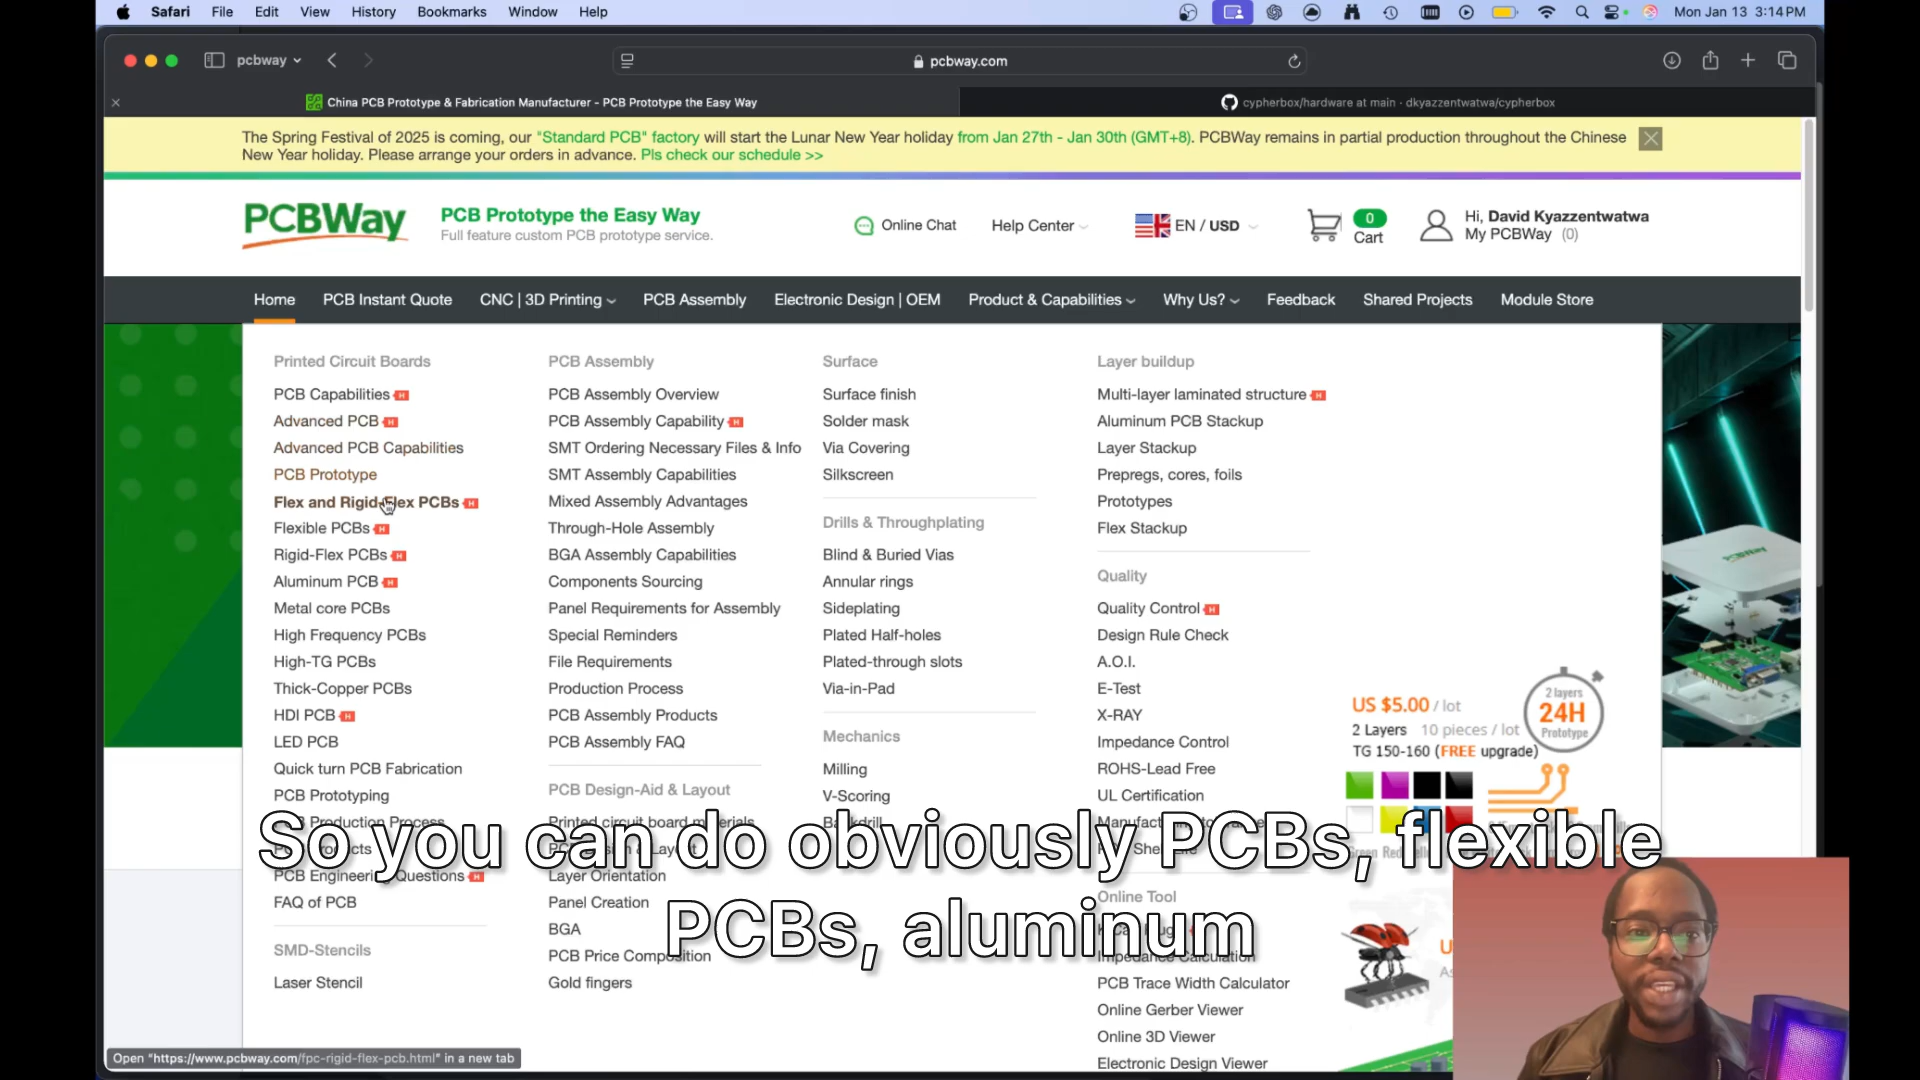 Safari File Edit View History Bookmarks Window Help
Mon Jan 13 3:14 PM
pcbway
pcbway.com
China PCB Prototype & Fabrication Manufacturer - PCB Prototype the Easy Way
cypherbox/hardware at main · dkyazzentwatwa/cypherbox
The Spring Festival of 2025 is coming, our "Standard PCB" factory will start the Lunar New Year holiday from Jan 27th - Jan 30th (GMT+8). PCBWay remains in partial production throughout the Chinese
New Year holiday. Please arrange your orders in advance. Pls check our schedule >>
PCBWay
PCB Prototype the Easy Way
Full feature custom PCB prototype service.
Online Chat
Help Center
EN / USD
0
Cart
Hi, David Kyazzentwatwa
My PCBWay (0)
Home PCB Instant Quote CNC | 3D Printing PCB Assembly Electronic Design | OEM Product & Capabilities Why Us? Feedback Shared Projects Module Store
Printed Circuit Boards
PCB Capabilities H
Advanced PCB H
Advanced PCB Capabilities
PCB Prototype
Flex and Rigid-Flex PCBs H
Flexible PCBs H
Rigid-Flex PCBs H
Aluminum PCB H
Metal core PCBs
High Frequency PCBs
High-TG PCBs
Thick-Copper PCBs
HDI PCB H
LED PCB
Quick turn PCB Fabrication
PCB Prototyping
PCB Production Process
PCB Engineering Questions H
FAQ of PCB
SMD-Stencils
Laser Stencil
PCB Assembly
PCB Assembly Overview
PCB Assembly Capability H
SMT Ordering Necessary Files & Info
SMT Assembly Capabilities
Mixed Assembly Advantages
Through-Hole Assembly
BGA Assembly Capabilities
Components Sourcing
Panel Requirements for Assembly
Special Reminders
File Requirements
Production Process
PCB Assembly Products
PCB Assembly FAQ
PCB Design-Aid & Layout
Printed circuit board materials
Layer Orientation
Panel Creation
BGA
PCB Price Composition
Gold fingers
Surface
Surface finish
Solder mask
Via Covering
Silkscreen
Drills & Throughplating
Blind & Buried Vias
Annular rings
Sideplating
Plated Half-holes
Plated-through slots
Via-in-Pad
Mechanics
Milling
V-Scoring
Backdrill
Layer buildup
Multi-layer laminated structure H
Aluminum PCB Stackup
Layer Stackup
Prepregs, cores, foils
Prototypes
Flex Stackup
Quality
Quality Control H
Design Rule Check
A.O.I.
E-Test
X-RAY
Impedance Control
ROHS-Lead Free
UL Certification
Online Tool
Impedance Calculation
PCB Trace Width Calculator
Online Gerber Viewer
Online 3D Viewer
Electronic Design Viewer
US $5.00 / lot
2 Layers 10 pieces / lot
TG 150-160 (FREE upgrade)
2 layers
24H
Prototype
PCBWay
So you can do obviously PCBs, flexible
PCBs, aluminum
Open "https://www.pcbway.com/fpc-rigid-flex-pcb.html" in a new tab